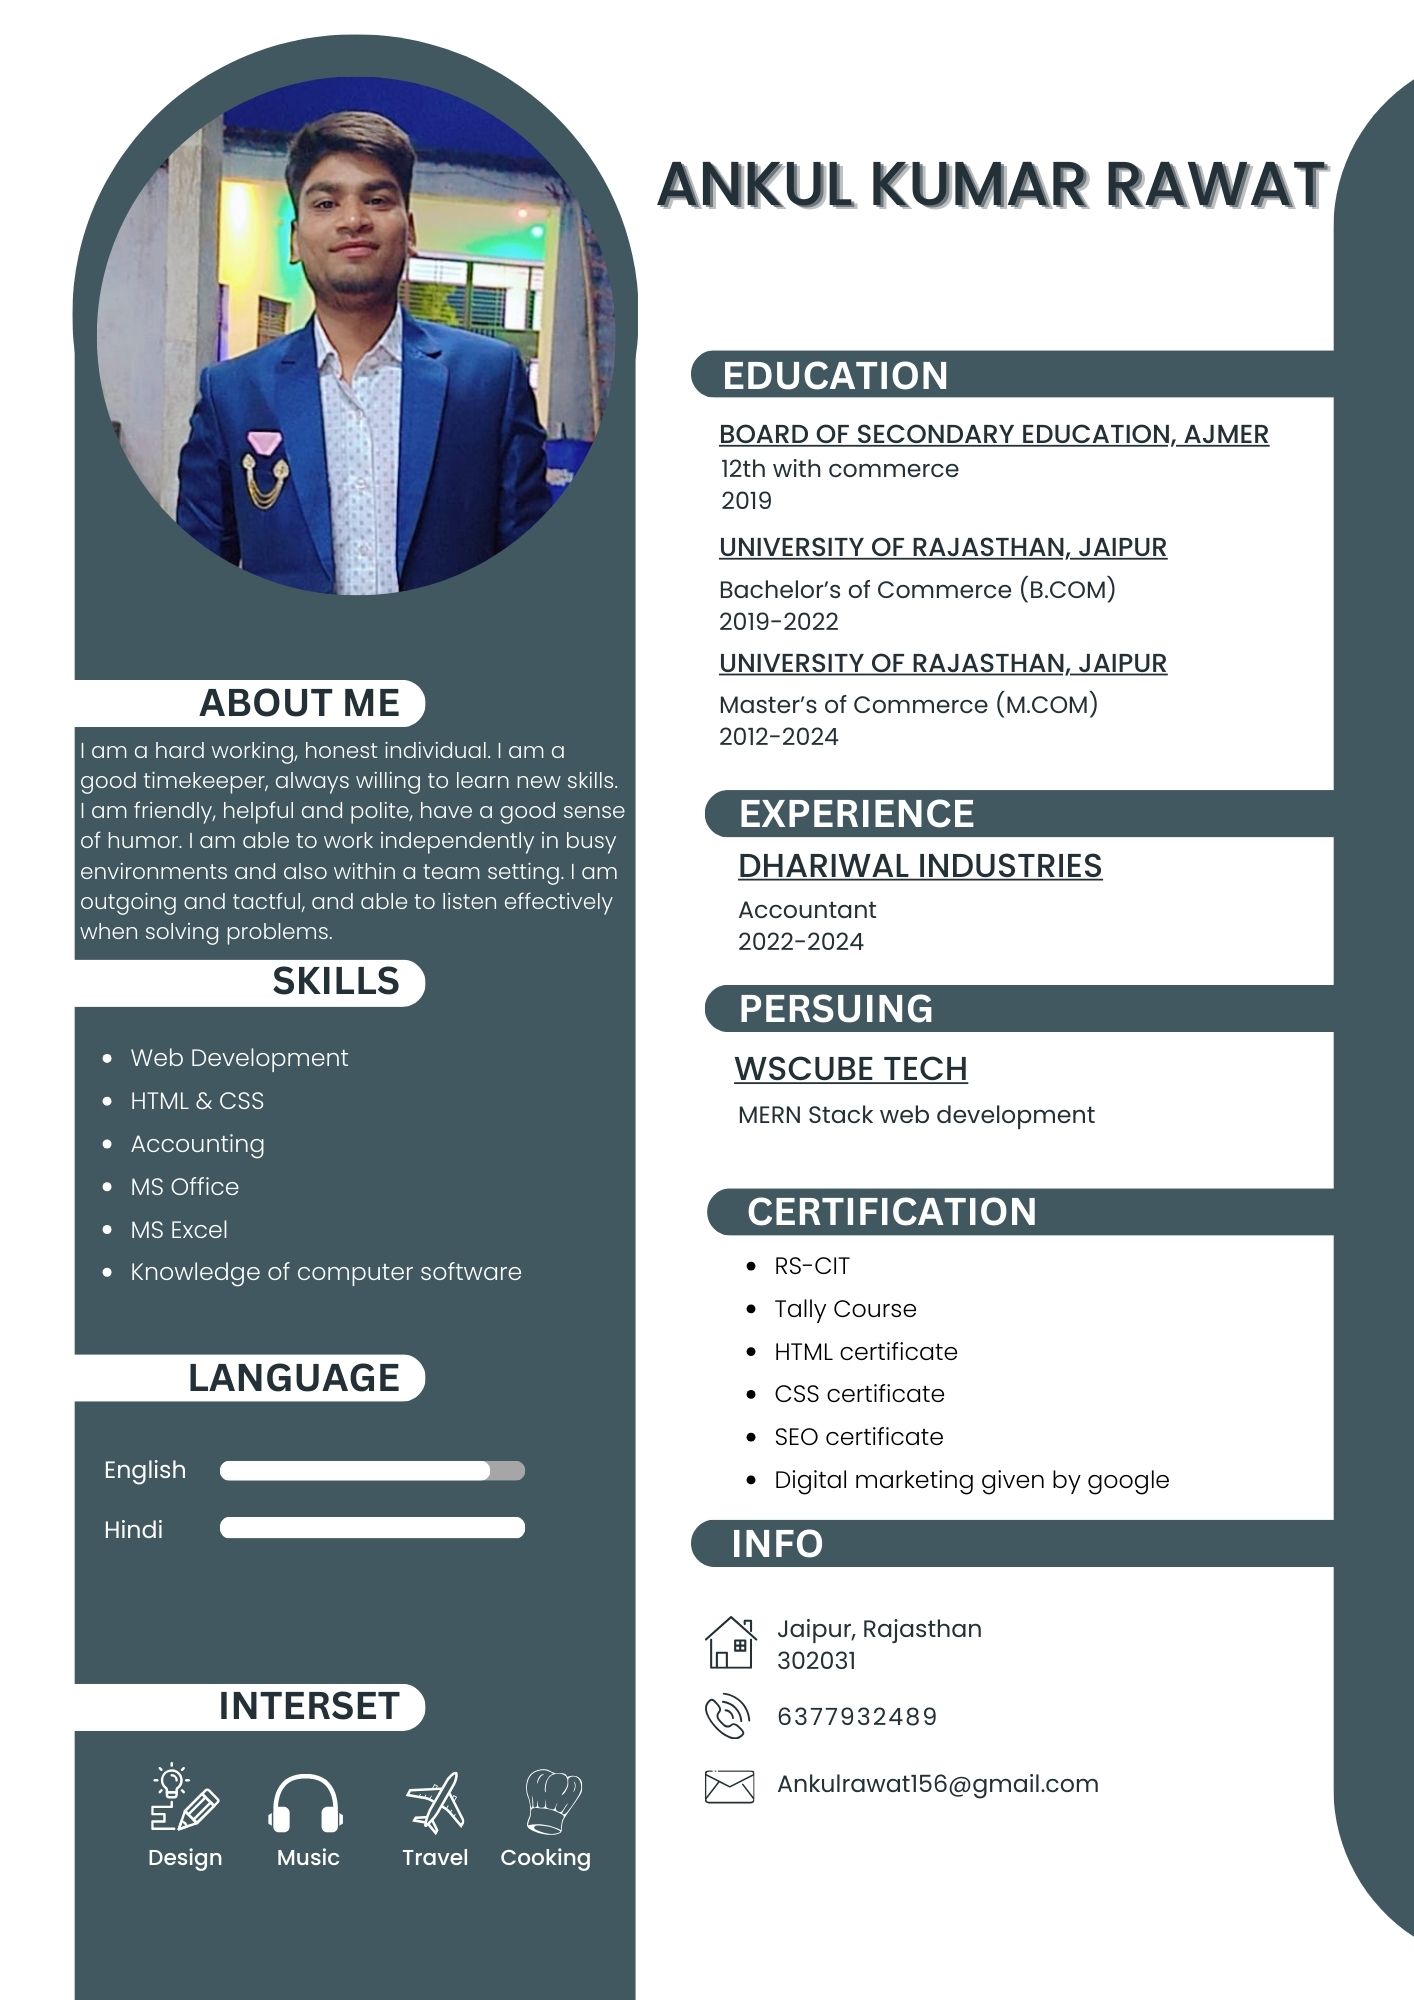 ANKUL KUMAR RAWAT
ABOUT ME
I am a hard working, honest individual. I am a
good timekeeper, always willing to learn new skills.
I am friendly, helpful and polite, have a good sense
of humor. I am able to work independently in busy
environments and also within a team setting. I am
outgoing and tactful, and able to listen effectively
when solving problems.
SKILLS
Web Development
HTML & CSS
Accounting
MS Office
MS Excel
Knowledge of computer software
LANGUAGE
English
Hindi
INTERSET
Design
Music
Travel
Cooking
EDUCATION
BOARD OF SECONDARY EDUCATION, AJMER
12th with commerce
2019
UNIVERSITY OF RAJASTHAN, JAIPUR
Bachelor’s of Commerce (B.COM)
2019-2022
UNIVERSITY OF RAJASTHAN, JAIPUR
Master’s of Commerce (M.COM)
2012-2024
EXPERIENCE
DHARIWAL INDUSTRIES
Accountant
2022-2024
PERSUING
WSCUBE TECH
MERN Stack web development
CERTIFICATION
RS-CIT
Tally Course
HTML certificate
CSS certificate
SEO certificate
Digital marketing given by google
INFO
Jaipur, Rajasthan
302031
6377932489
Ankulrawat156@gmail.com